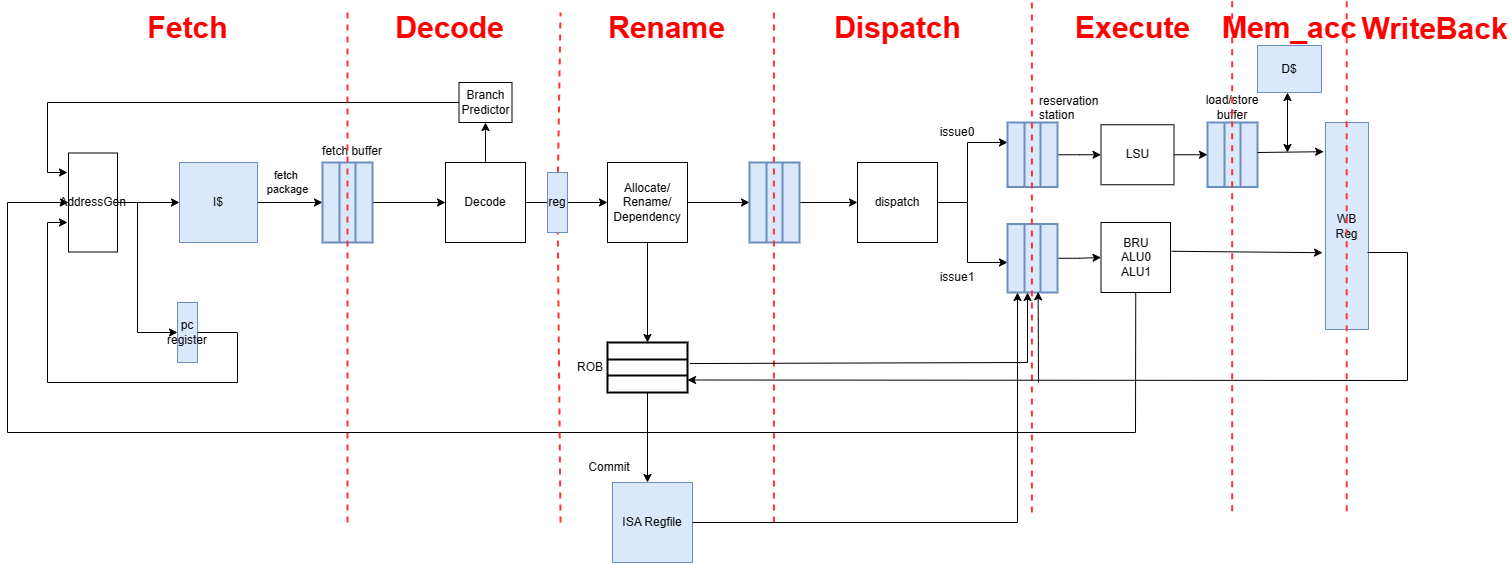 Fetch
Decode
Rename
Dispatch
Execute
Mem_acc
WriteBack
D$
Branch
Predictor
reservation
station
load/store
buffer
fetch buffer
issue0
LSU
AddressGen
I$
fetch
package
Decode
reg
Allocate/
Rename/
Dependency
dispatch
WB
Reg
BRU
ALU0
ALU1
issue1
pc
register
ROB
Commit
ISA Regfile